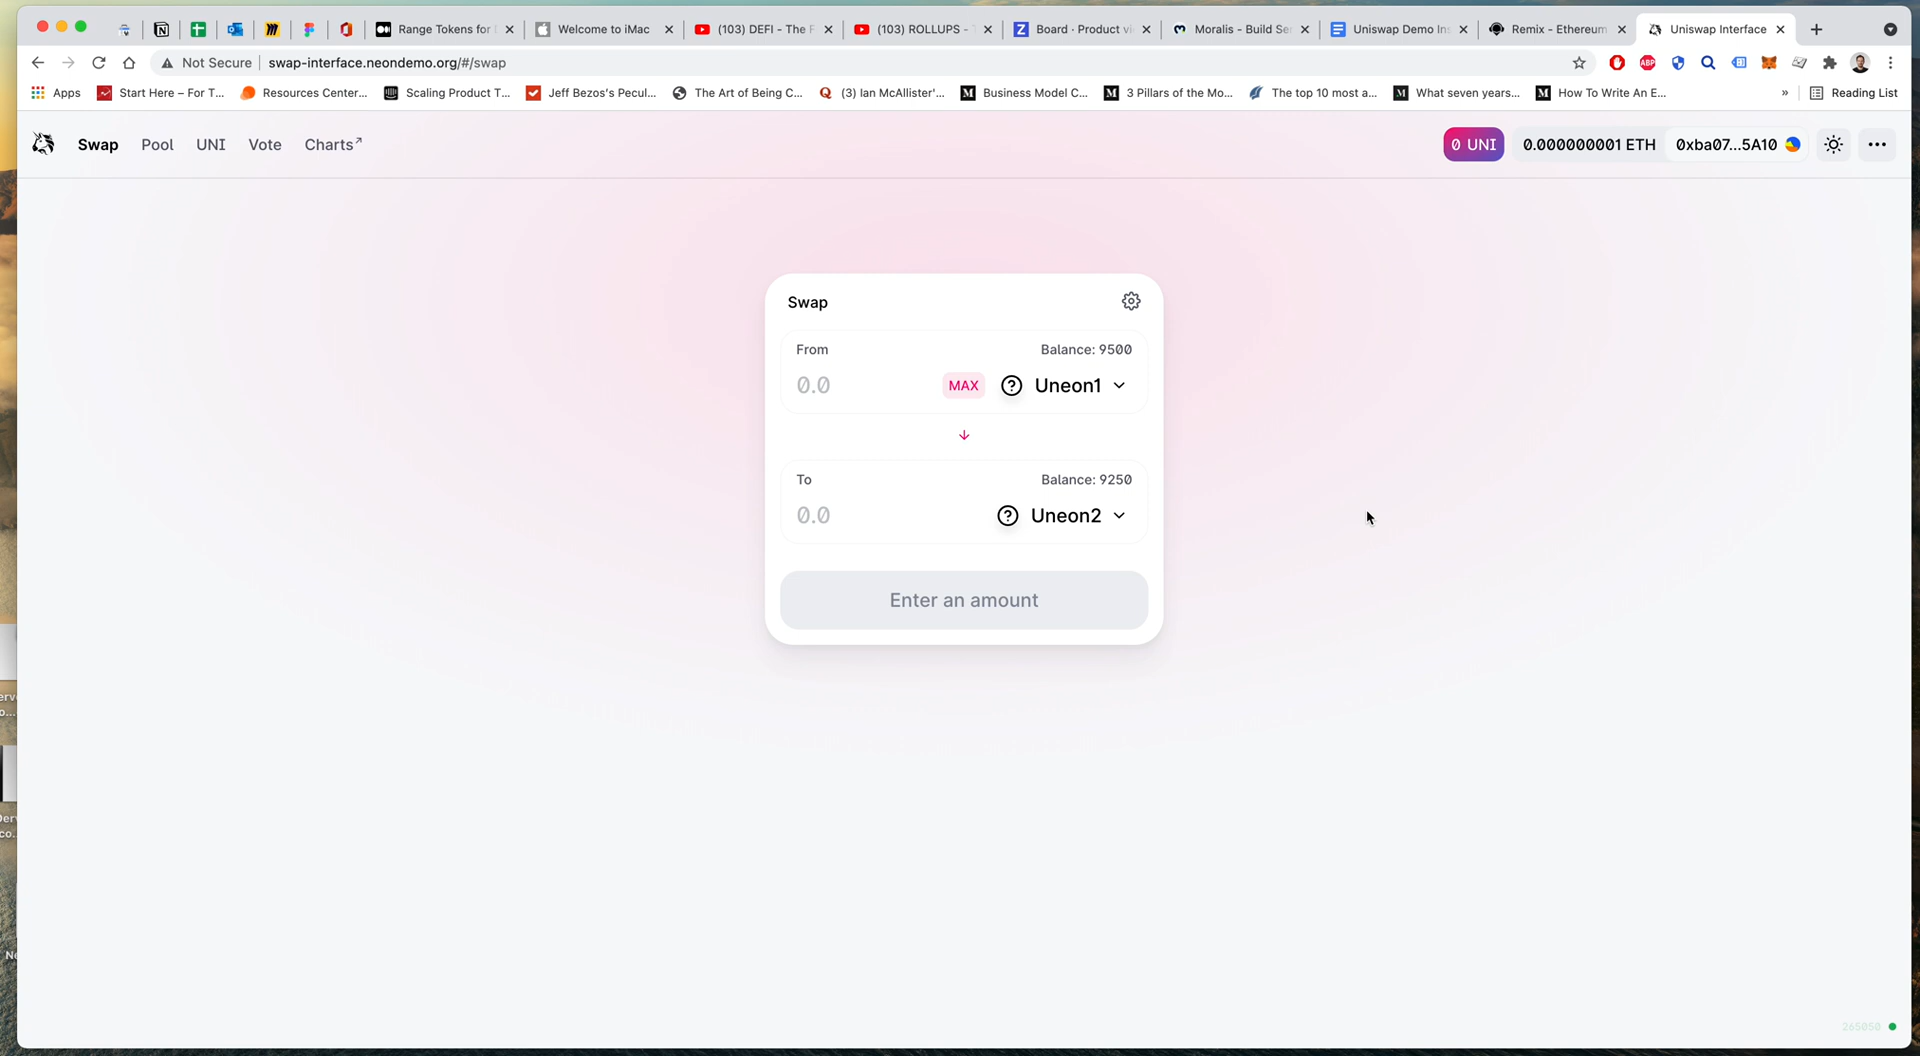 Range Tokens for
Welcome to iMac
(103) DEFI - The
(103) ROLLUPS -
Board · Product
Moralis - Build Se
Uniswap Demo In
Remix - Ethereum
Uniswap Interface
Not Secure
swap-interface.neondemo.org/#/swap
ABP
Apps
Start Here – For T...
Resources Center...
Scaling Product T...
Jeff Bezos's Pecul...
The Art of Being C...
(3) Ian McAllister'...
Business Model C...
3 Pillars of the Mo...
The top 10 most a...
What seven years...
How To Write An E...
»
Reading List
Swap
Pool
UNI
Vote
Charts↗
0 UNI
0.000000001 ETH
0xba07...5A10
Swap
From
Balance: 9500
0.0
MAX
Uneon1
To
Balance: 9250
0.0
Uneon2
Enter an amount
265050